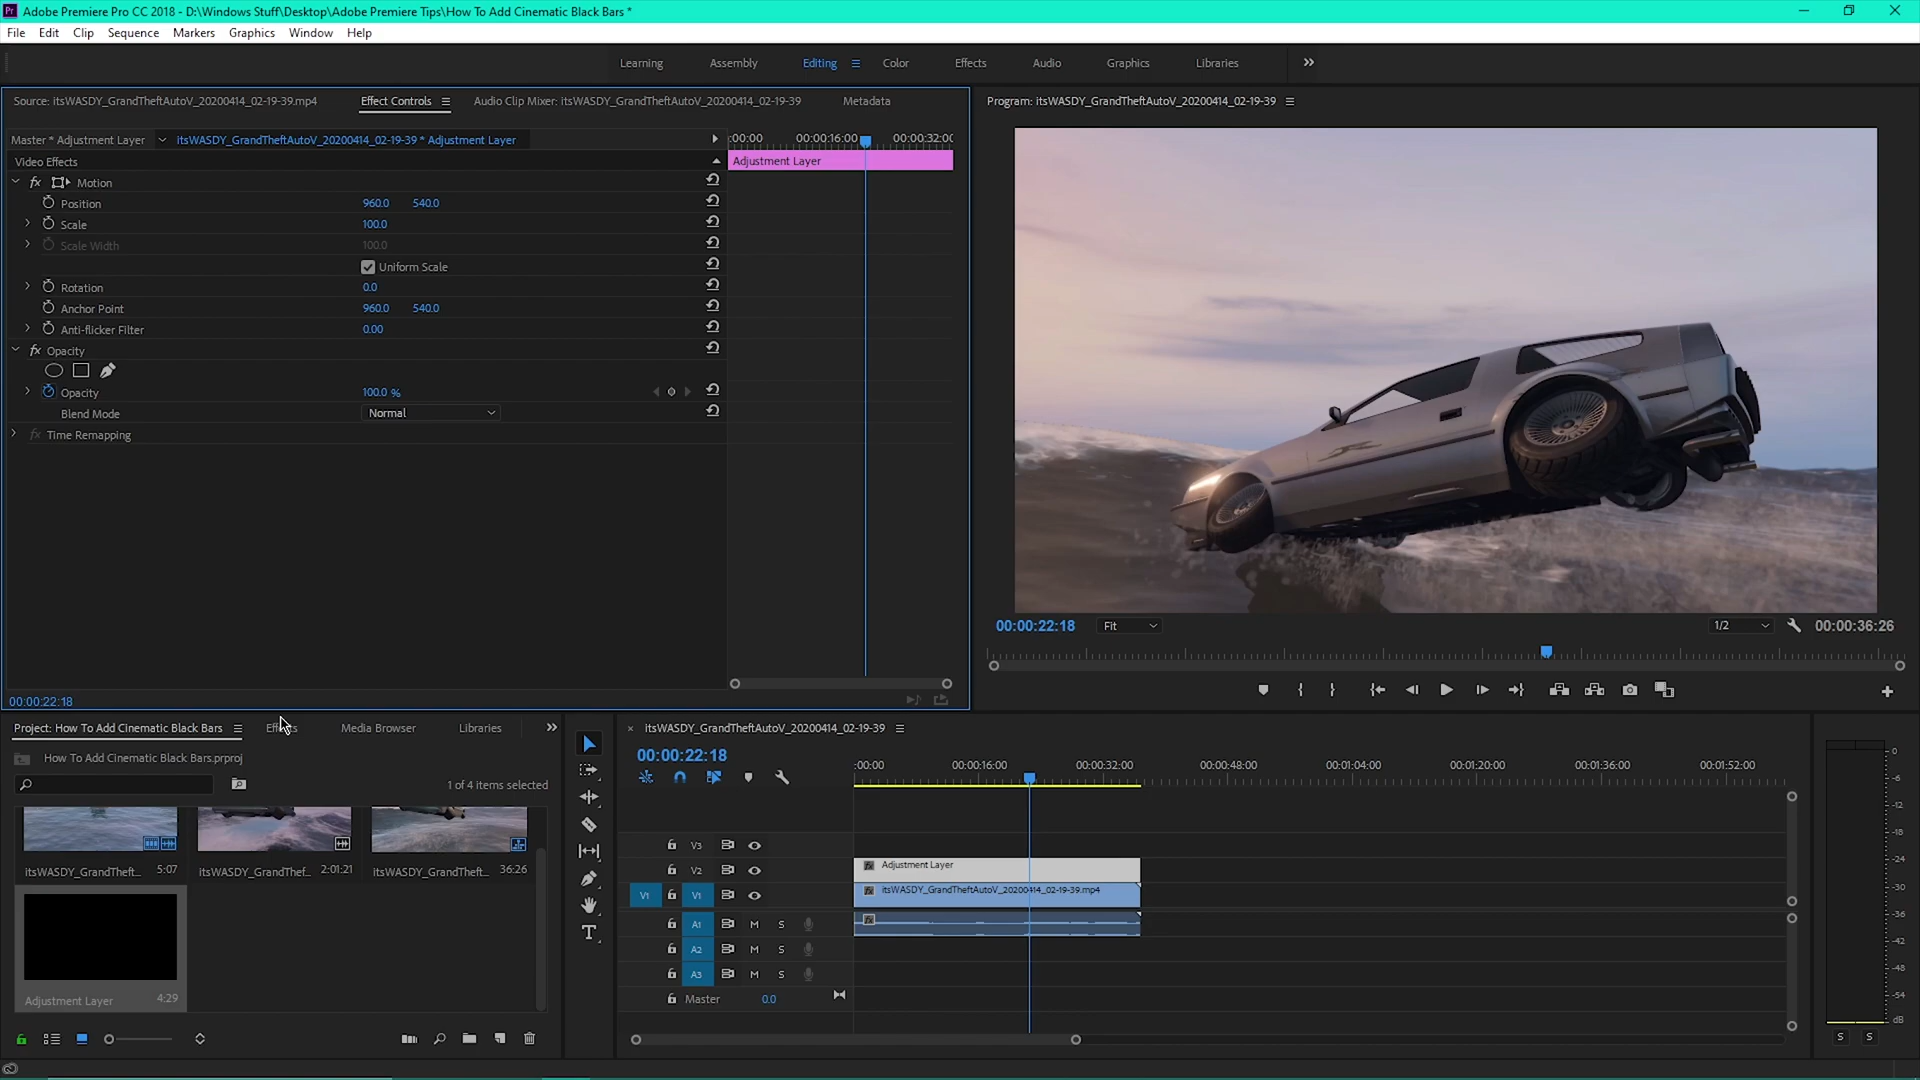 Pr Adobe Premiere Pro CC 2018 - D:\Windows Stuff\Desktop\Adobe Premiere Tips\How To Add Cinematic Black Bars *
File Edit Clip Sequence Markers Graphics Window Help
Learning Assembly Editing Color Effects Audio Graphics Libraries
Source: itsWASDY_GrandTheftAutoV_20200414_02-19-39.mp4 Effect Controls Audio Clip Mixer: itsWASDY_GrandTheftAutoV_20200414_02-19-39 Metadata
Program: itsWASDY_GrandTheftAutoV_20200414_02-19-39
Master * Adjustment Layer itsWASDY_GrandTheftAutoV_20200414_02-19-39 * Adjustment Layer
:00:00 00:00:16:00 00:00:32:0
Video Effects
Adjustment Layer
fx Motion
Position 960.0 540.0
Scale 100.0
Scale Width 100.0
Uniform Scale
Rotation 0.0
Anchor Point 960.0 540.0
Anti-flicker Filter 0.00
fx Opacity
Opacity 100.0 %
Blend Mode Normal
fx Time Remapping
00:00:22:18
00:00:22:18 Fit 1/2 00:00:36:26
Project: How To Add Cinematic Black Bars Effects Media Browser Libraries
How To Add Cinematic Black Bars.prproj
1 of 4 items selected
itsWASDY_GrandTheft... 5:07
itsWASDY_GrandThef... 2:01:21
itsWASDY_GrandTheft... 36:26
Adjustment Layer 4:29
itsWASDY_GrandTheftAutoV_20200414_02-19-39
00:00:22:18
:00:00 00:00:16:00 00:00:32:00 00:00:48:00 00:01:04:00 00:01:20:00 00:01:36:00 00:01:52:00
V3
V2 Adjustment Layer
V1 V1 itsWASDY_GrandTheftAutoV_20200414_02-19-39.mp4
A1 M S
A2 M S
A3 M S
Master 0.0
T
0
-6
-12
-18
-24
-30
-36
-42
-48
-54
dB
S S